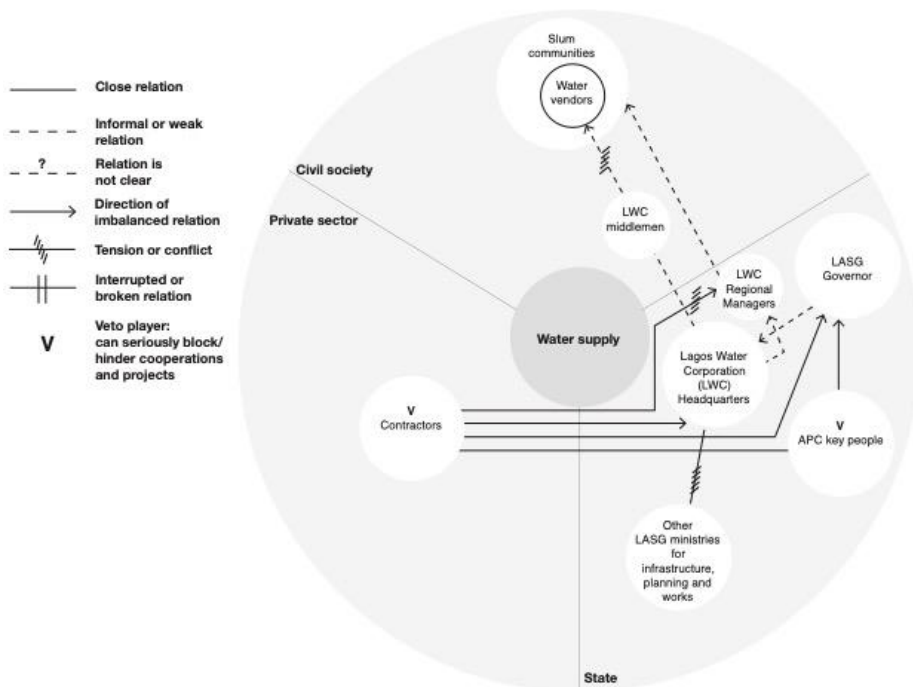 Close relation
Informal or weak
relation
?
Relation is
not clear
Direction of
imbalanced relation
Tension or conflict
Interrupted or
broken relation
V
Veto player:
can seriously block/
hinder cooperations
and projects
Slum
communities
Water
vendors
Civil society
Private sector
LWC
middlemen
LWC
Regional
Managers
LASG
Governor
Water supply
Lagos Water
Corporation
(LWC)
Headquarters
V
Contractors
V
APC key people
Other
LASG ministries
for
infrastructure,
planning and
works
State